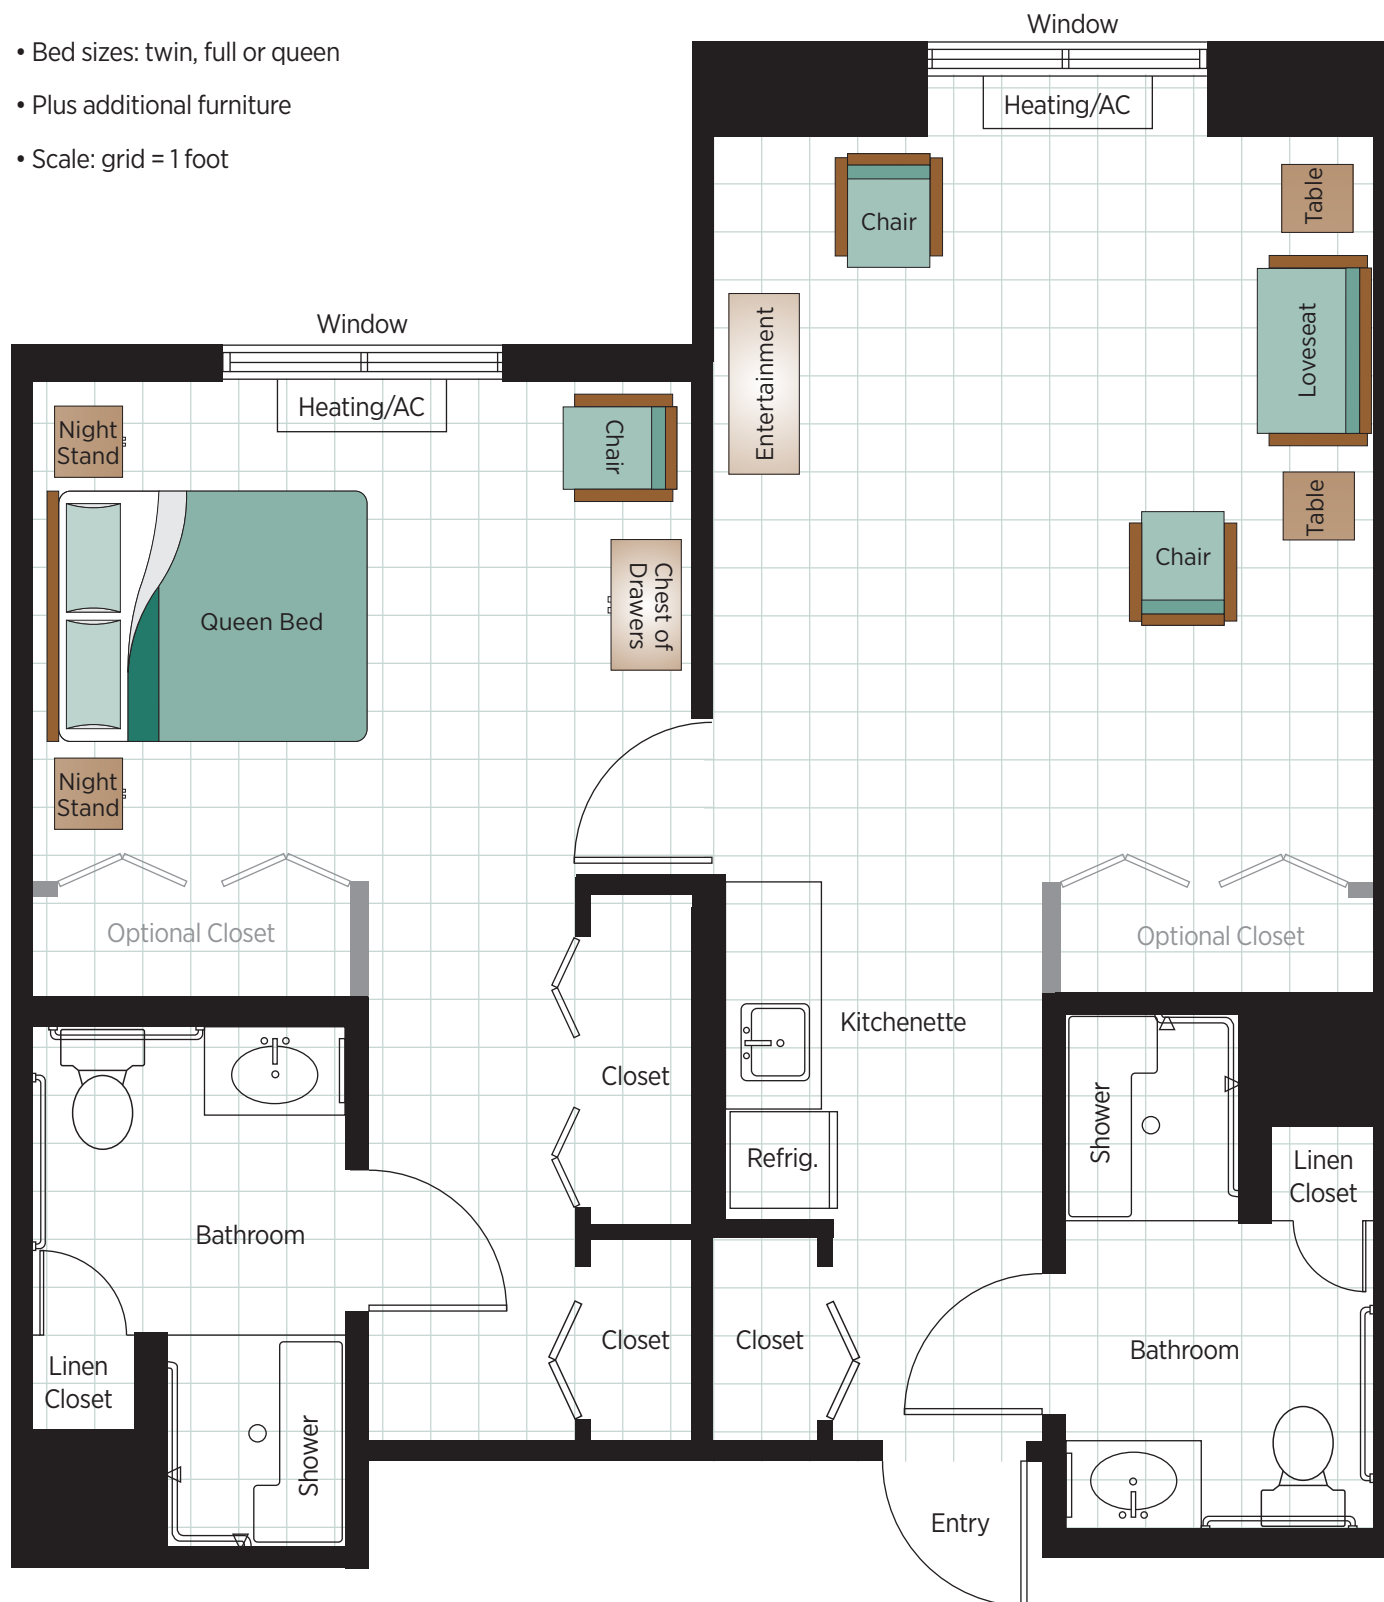 • Bed sizes: twin, full or queen
• Plus additional furniture
• Scale: grid = 1 foot
Window
Heating/AC
Chair
Table
Entertainment
Loveseat
Table
Chair
Window
Heating/AC
Night
Stand
Chair
Queen Bed
Chest of
Drawers
Night
Stand
Optional Closet
Optional Closet
Closet
Kitchenette
Refrig.
Shower
Linen
Closet
Bathroom
Closet
Closet
Bathroom
Linen
Closet
Shower
Entry